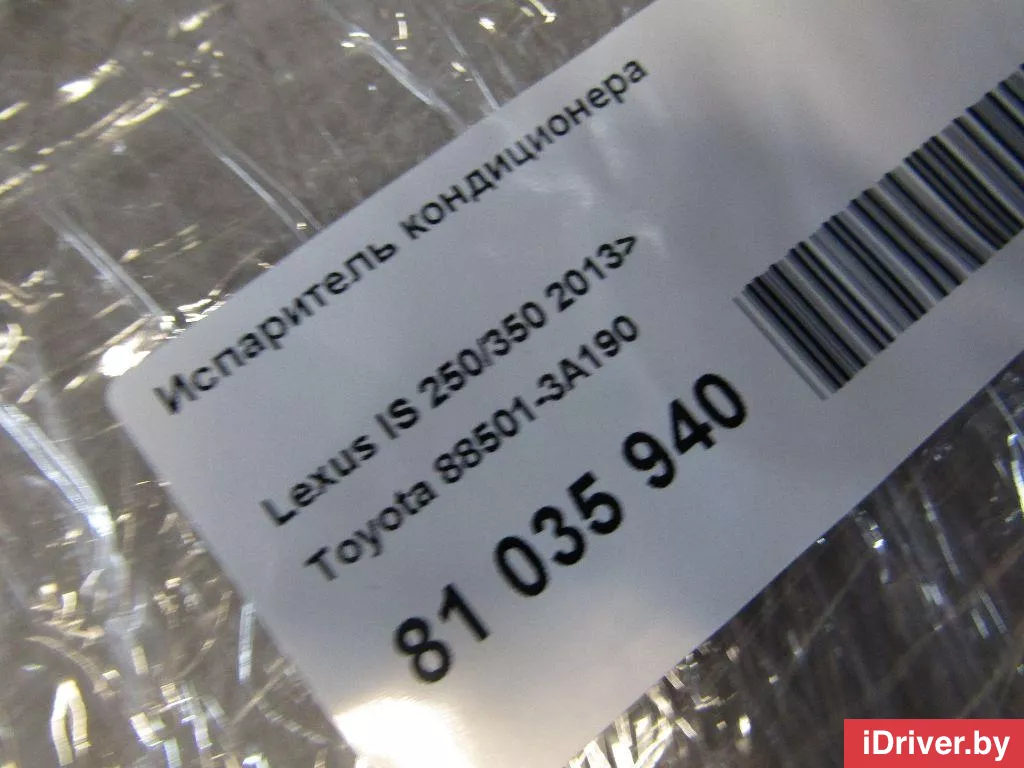 Испаритель кондиционера
Lexus IS 250/350 2013>
Toyota 88501-3A190
81 035 940
iDriver.by